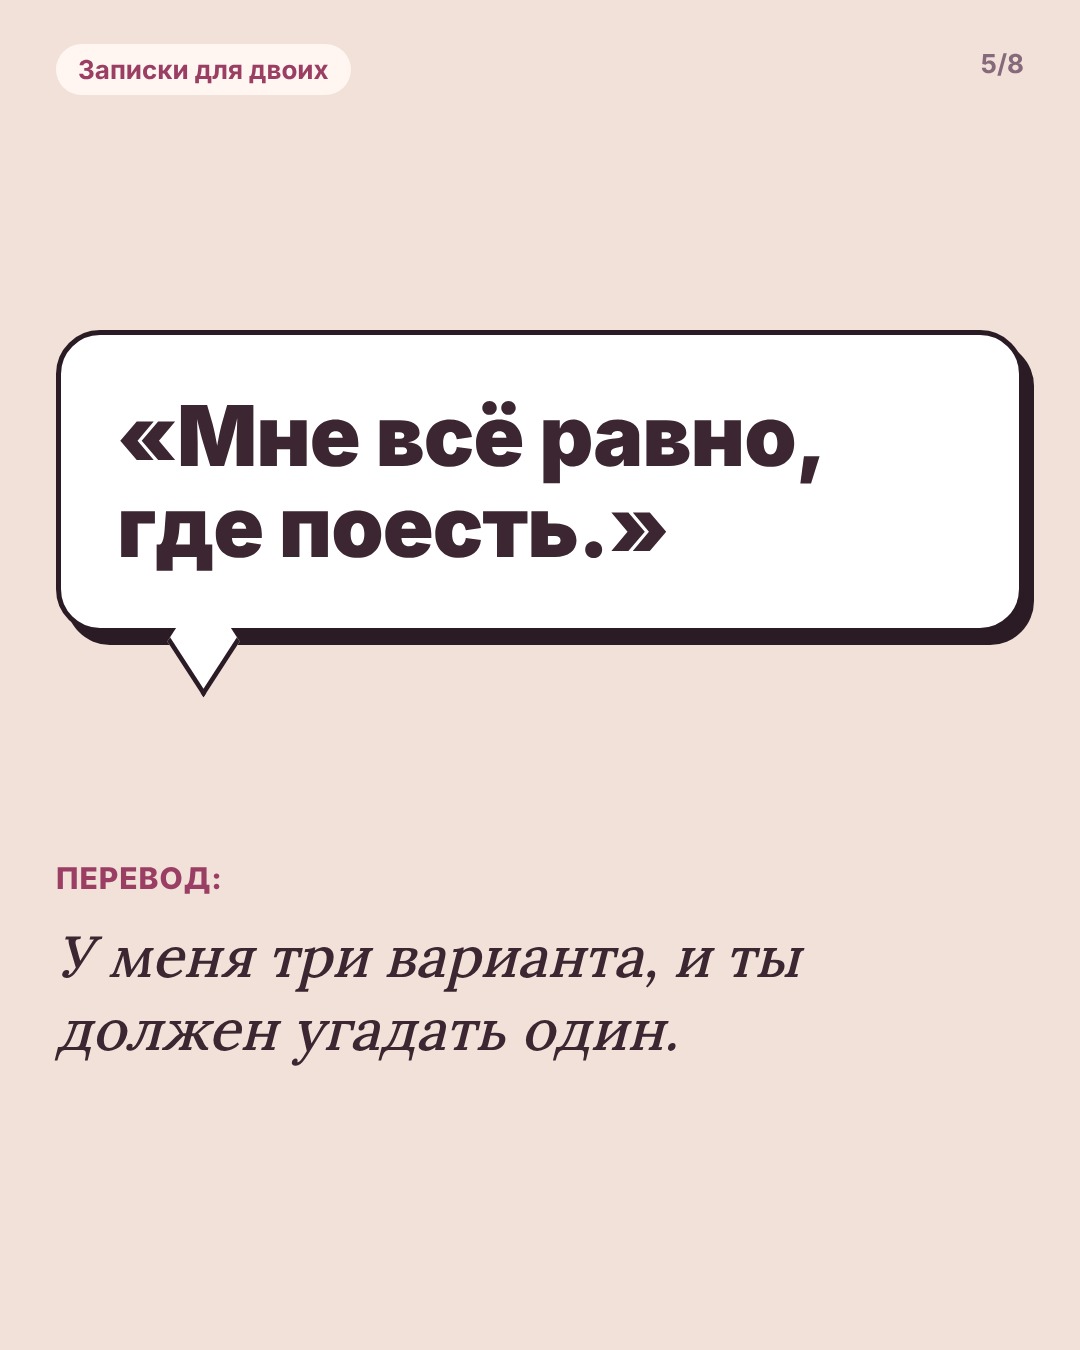 Записки для двоих
5/8
«Мне всё равно,
где поесть.»
ПЕРЕВОД:
У меня три варианта, и ты
должен угадать один.